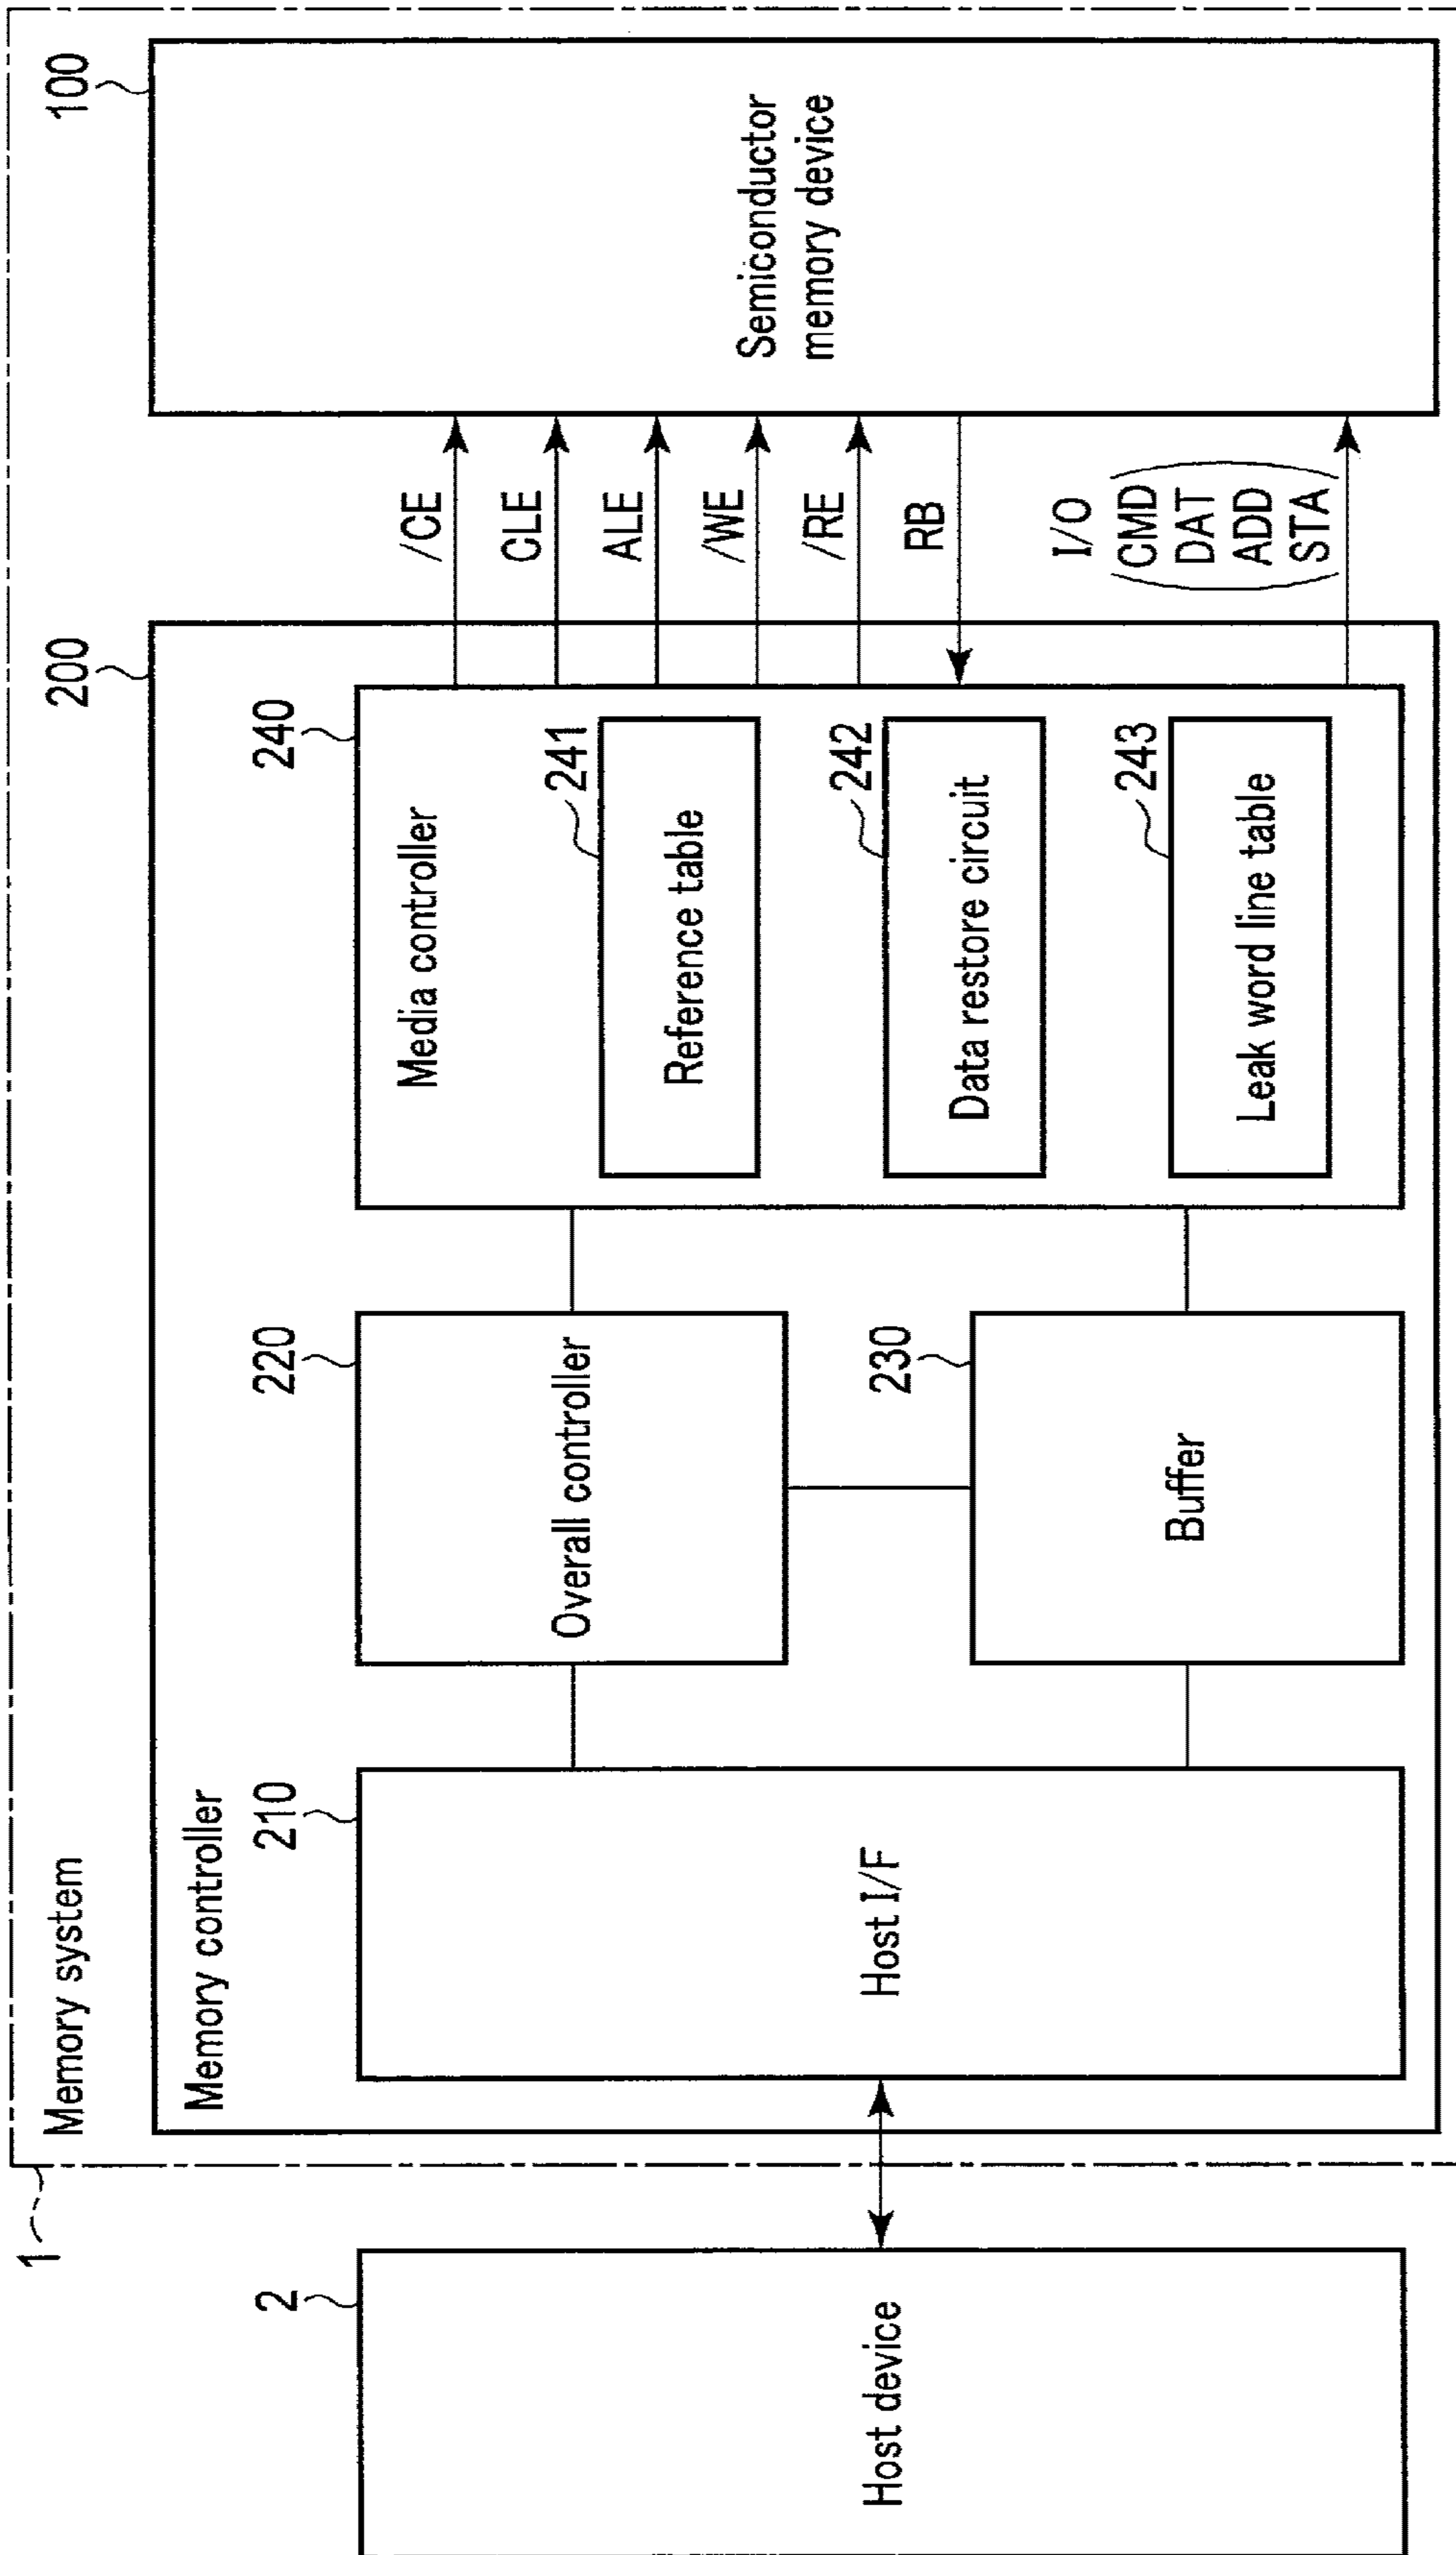 1
Memory system
2
Host device
200
Memory controller
210
Host I/F
220
Overall controller
230
Buffer
240
Media controller
241
Reference table
242
Data restore circuit
243
Leak word line table
/CE
CLE
ALE
/WE
/RE
RB
I/O
(CMD
DAT
ADD
STA)
100
Semiconductor
memory device